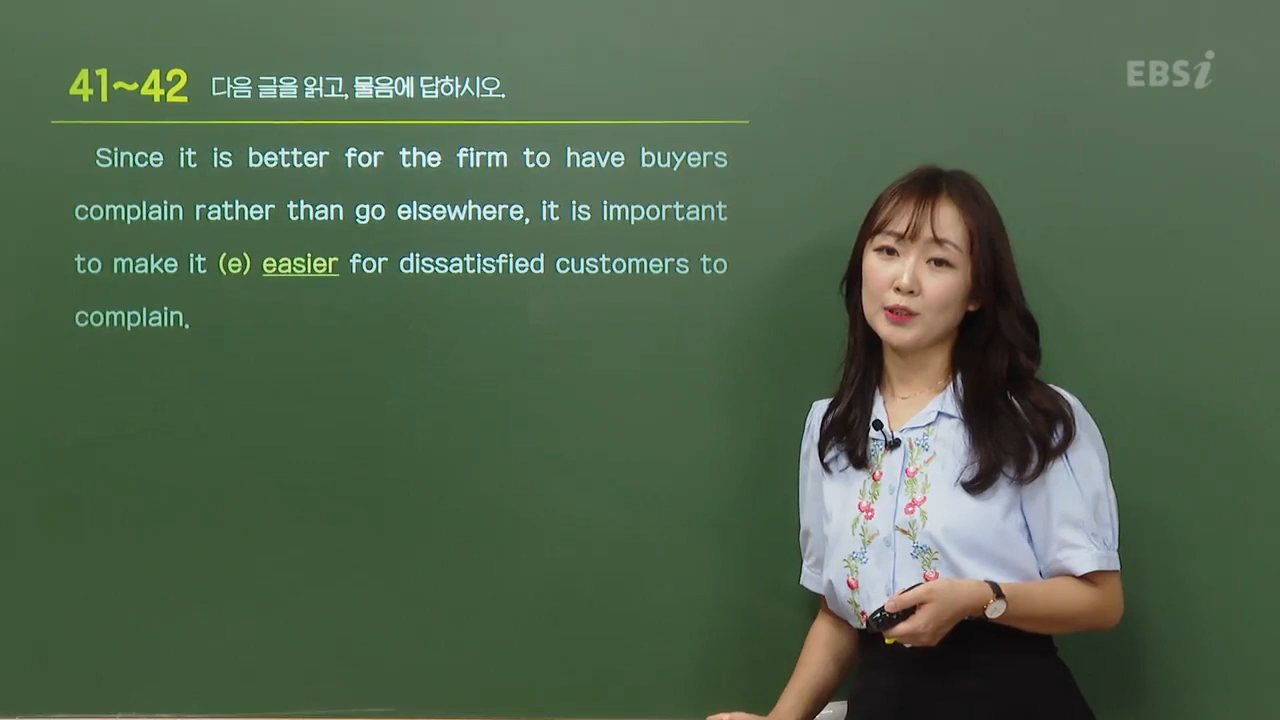 41~42 다음 글을 읽고, 물음에 답하시오.
EBSi
Since it is better for the firm to have buyers
complain rather than go elsewhere, it is important
to make it (e) easier for dissatisfied customers to
complain.